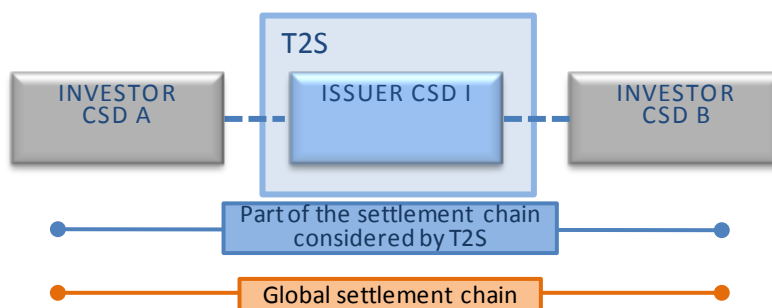 T2S
INVESTOR
CSD A
ISSUER CSD I
INVESTOR
CSD B
Part of the settlement chain
considered by T2S
Global settlement chain